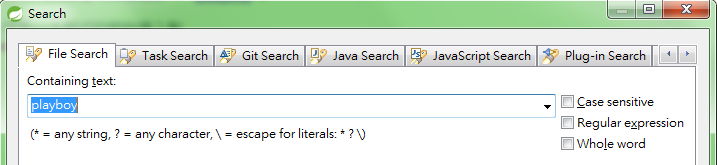 Search
File Search Task Search Git Search Java Search JavaScript Search Plug-in Search
Containing text:
playboy
Case sensitive
(* = any string, ? = any character, \ = escape for literals: * ? \)
Regular expression
Whole word